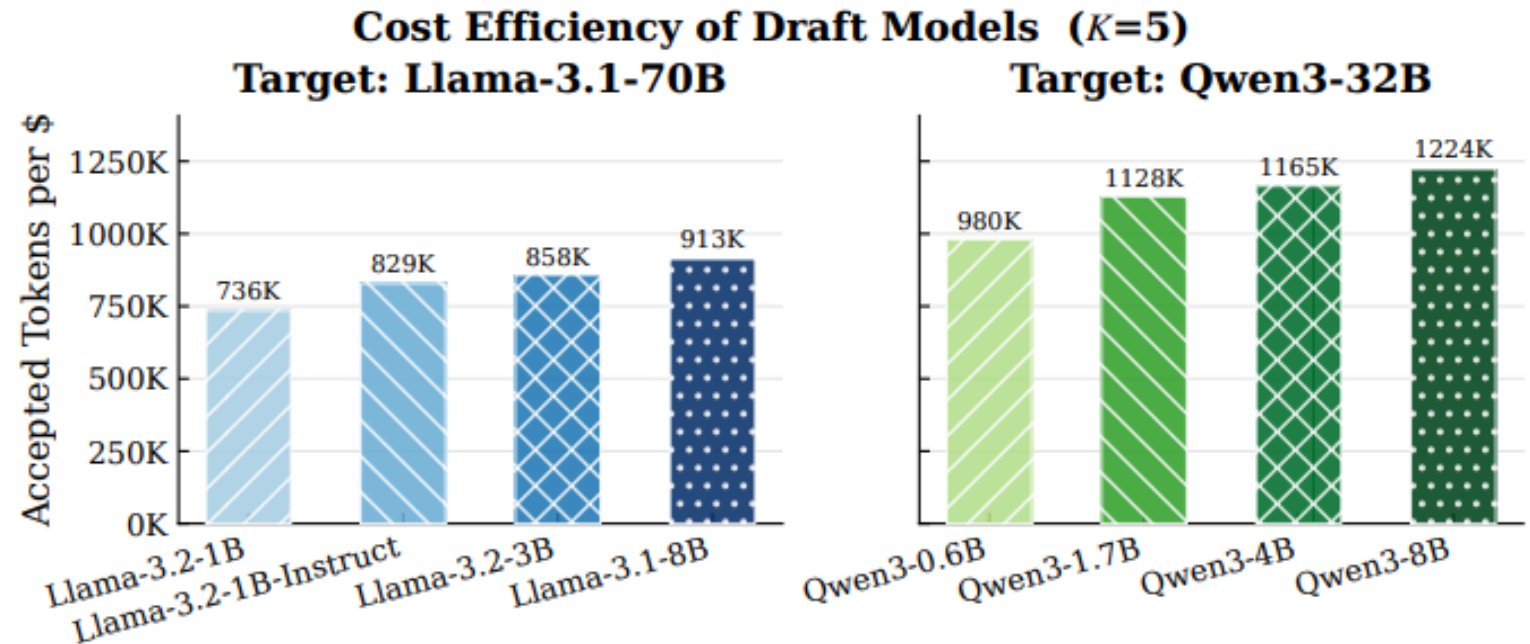 Cost Efficiency of Draft Models (K=5)
Target: Llama-3.1-70B
Accepted Tokens per $
1250K
1000K
750K
500K
250K
0K
736K
829K
858K
913K
Llama-3.2-1B
Llama-3.2-1B-Instruct
Llama-3.2-3B
Llama-3.1-8B
Target: Qwen3-32B
980K
1128K
1165K
1224K
Qwen3-0.6B
Qwen3-1.7B
Qwen3-4B
Qwen3-8B